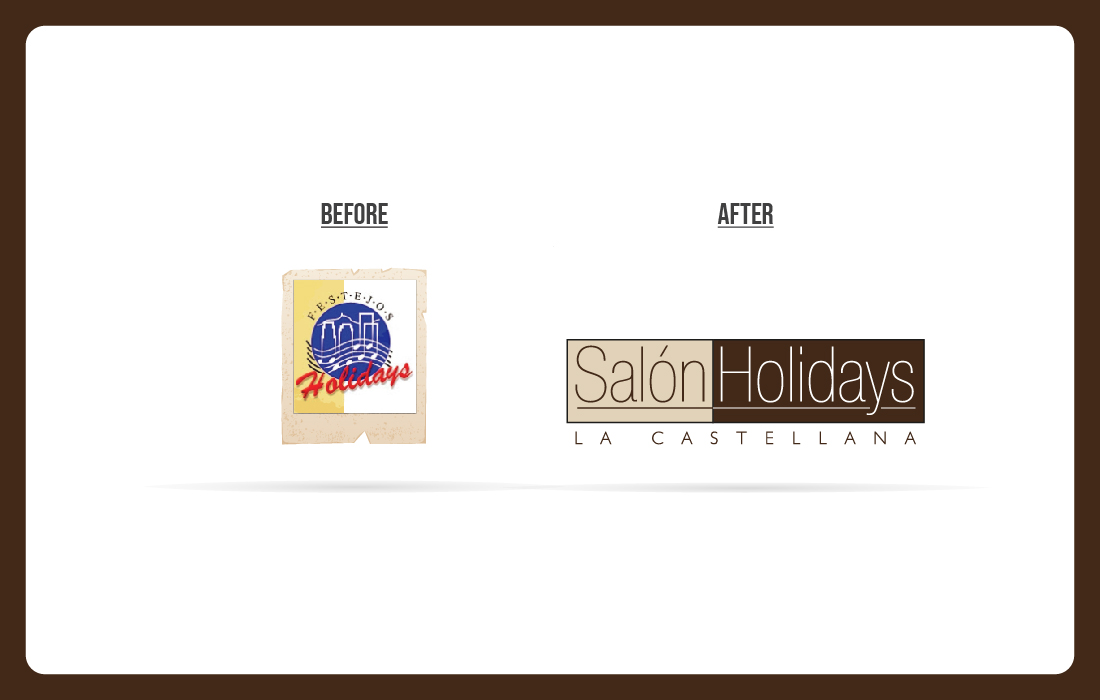 BEFORE
AFTER
F·E·S·T·E·J·O·S
Holidays
Salón Holidays
LA CASTELLANA